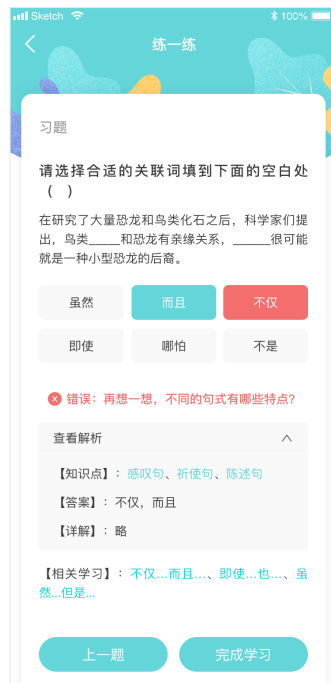 Sketch 100%
练一练
习题
请选择合适的关联词填到下面的空白处
（ ）
在研究了大量恐龙和鸟类化石之后，科学家们提
出，鸟类_____和恐龙有亲缘关系，______很可能
就是一种小型恐龙的后裔。
虽然 而且 不仅
即使 哪怕 不是
错误：再想一想，不同的句式有哪些特点？
查看解析
【知识点】：感叹句、祈使句、陈述句
【答案】：不仅，而且
【详解】：略
【相关学习】：不仅...而且...、即使...也...、虽
然...但是...
上一题 完成学习